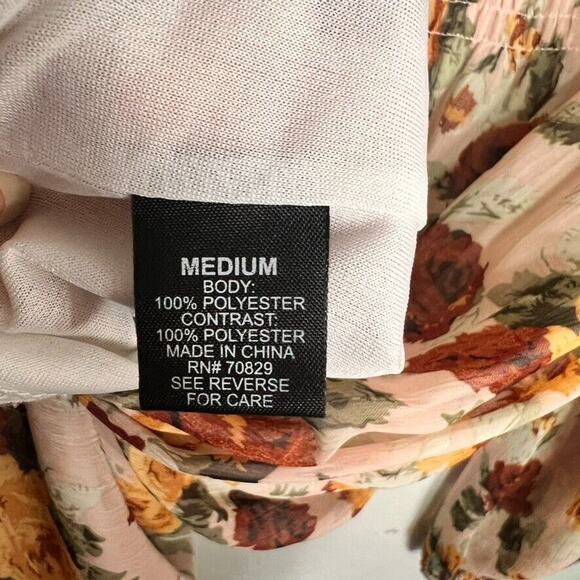 MEDIUM
BODY:
100% POLYESTER
CONTRAST:
100% POLYESTER
MADE IN CHINA
RN# 70829
SEE REVERSE
FOR CARE